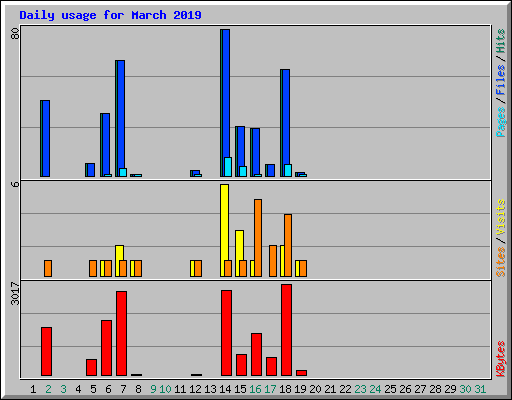 Daily usage for March 2019
80
6
3017
Pages / Files / Hits
Sites / Visits
KBytes
1 2 3 4 5 6 7 8 9 10 11 12 13 14 15 16 17 18 19 20 21 22 23 24 25 26 27 28 29 30 31